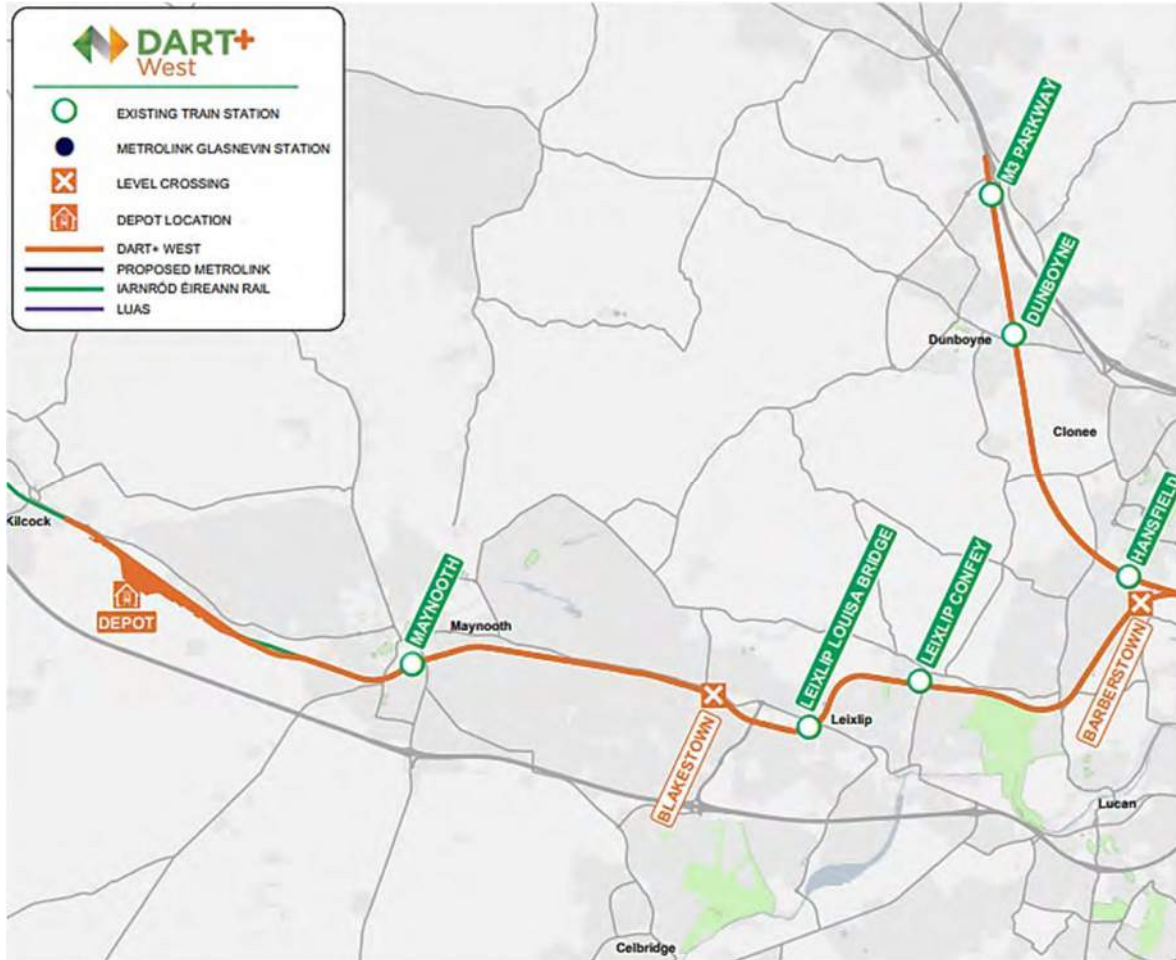 DART+
West
EXISTING TRAIN STATION
METROLINK GLASNEVIN STATION
LEVEL CROSSING
DEPOT LOCATION
DART+ WEST
PROPOSED METROLINK
IARNRÓD ÉIREANN RAIL
LUAS
M3 PARKWAY
DUNBOYNE
Dunboyne
Clonee
HANSFIELD
Kilcock
DEPOT
MAYNOOTH
Maynooth
LEIXLIP LOUISA BRIDGE
LEIXLIP CONFEY
BARBERSTOWN
BLAKESTOWN
Leixlip
Lucan
Celbridge